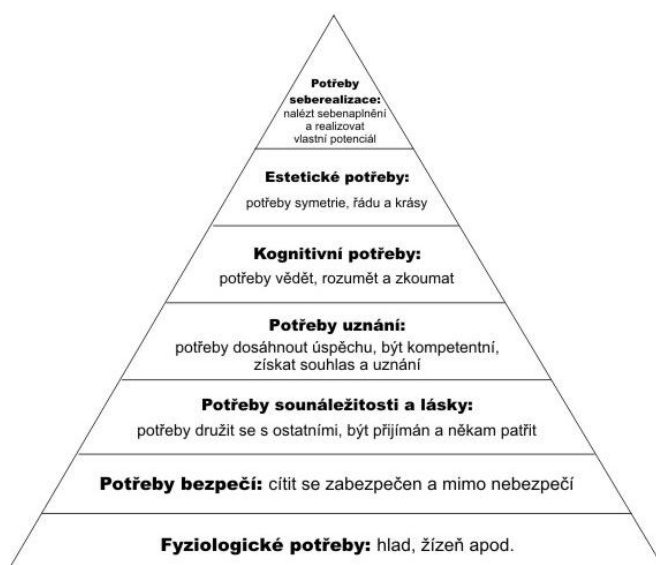 Potřeby
seberealizace:
nalézt sebenaplnění
a realizovat
vlastní potenciál
Estetické potřeby:
potřeby symetrie, řádu a krásy
Kognitivní potřeby:
potřeby vědět, rozumět a zkoumat
Potřeby uznání:
potřeby dosáhnout úspěchu, být kompetentní,
získat souhlas a uznání
Potřeby sounáležitosti a lásky:
potřeby družit se s ostatními, být přijímán a někam patřit
Potřeby bezpečí: cítit se zabezpečen a mimo nebezpečí
Fyziologické potřeby: hlad, žízeň apod.